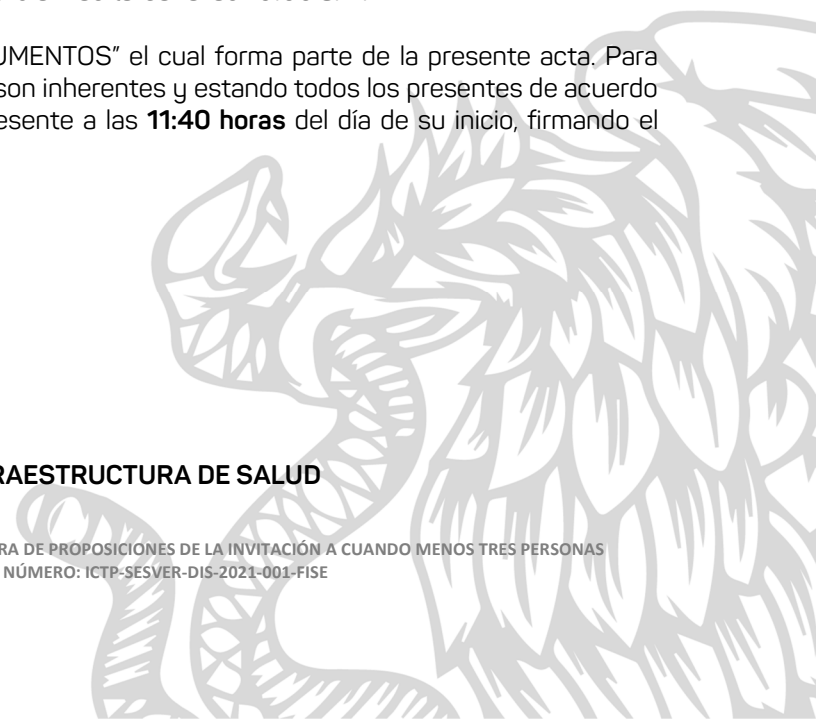 UMENTOS” el cual forma parte de la presente acta. Para
son inherentes y estando todos los presentes de acuerdo
esente a las 11:40 horas del día de su inicio, firmando el
RAESTRUCTURA DE SALUD
RA DE PROPOSICIONES DE LA INVITACIÓN A CUANDO MENOS TRES PERSONAS
NÚMERO: ICTP-SESVER-DIS-2021-001-FISE